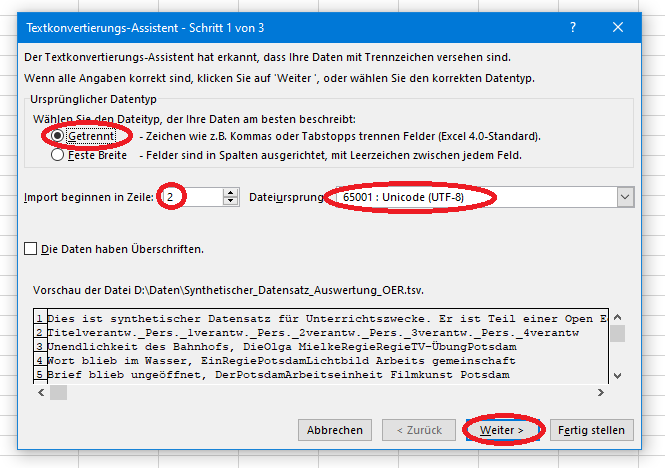 Textkonvertierungs-Assistent - Schritt 1 von 3
Der Textkonvertierungs-Assistent hat erkannt, dass Ihre Daten mit Trennzeichen versehen sind.
Wenn alle Angaben korrekt sind, klicken Sie auf 'Weiter ', oder wählen Sie den korrekten Datentyp.
Ursprünglicher Datentyp
Wählen Sie den Dateityp, der Ihre Daten am besten beschreibt:
Getrennt - Zeichen wie z.B. Kommas oder Tabstopps trennen Felder (Excel 4.0-Standard).
Feste Breite - Felder sind in Spalten ausgerichtet, mit Leerzeichen zwischen jedem Feld.
Import beginnen in Zeile: 2 Dateiursprung: 65001 : Unicode (UTF-8)
Die Daten haben Überschriften.
Vorschau der Datei D:\Daten\Synthetischer_Datensatz_Auswertung_OER.tsv.
1 Dies ist synthetischer Datensatz für Unterrichtszwecke. Er ist Teil einer Open E
2 Titelverantw._Pers._1verantw._Pers._2verantw._Pers._3verantw._Pers._4verantw
3 Unendlichkeit des Bahnhofs, DieOlga MielkeRegieRegieTV-ÜbungPotsdam
4 Wort blieb im Wasser, EinRegiePotsdamLichtbild Arbeits gemeinschaft
5 Brief blieb ungeöffnet, DerPotsdamArbeitseinheit Filmkunst Potsdam
Abbrechen < Zurück Weiter > Fertig stellen